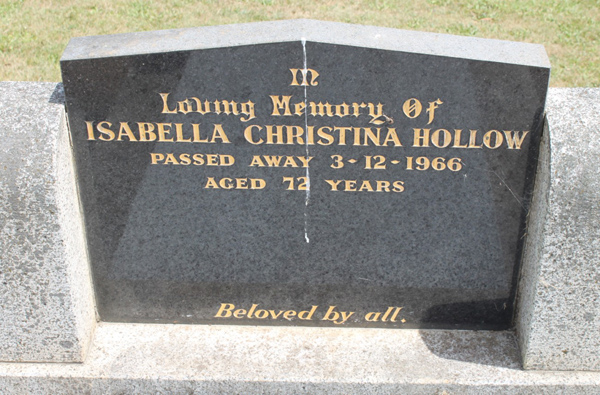 In
Loving Memory Of
ISABELLA CHRISTINA HOLLOW
PASSED AWAY 3-12-1966
AGED 72 YEARS
Beloved by all.